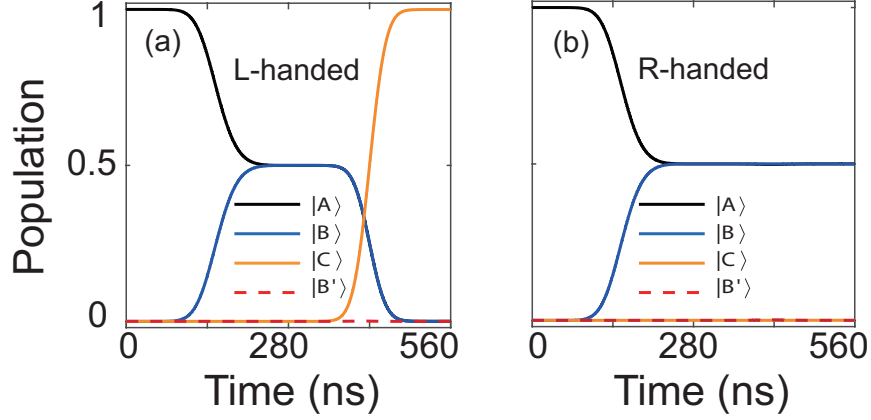 (a)
L-handed
1
0.5
0
Population
|A⟩
|B⟩
|C⟩
|B'⟩
0 280 560
Time (ns)
(b)
R-handed
|A⟩
|B⟩
|C⟩
|B'⟩
0 280 560
Time (ns)